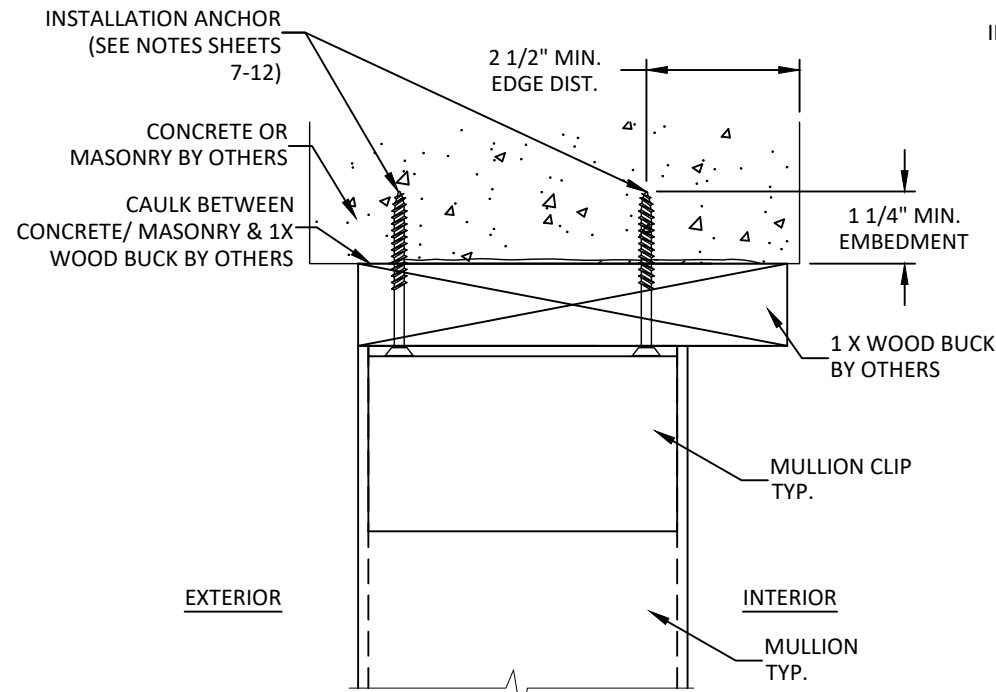 INSTALLATION ANCHOR
(SEE NOTES SHEETS
7-12)
2 1/2" MIN.
EDGE DIST.
CONCRETE OR
MASONRY BY OTHERS
CAULK BETWEEN
CONCRETE/ MASONRY & 1X
WOOD BUCK BY OTHERS
1 1/4" MIN.
EMBEDMENT
1 X WOOD BUCK
BY OTHERS
MULLION CLIP
TYP.
EXTERIOR
INTERIOR
MULLION
TYP.